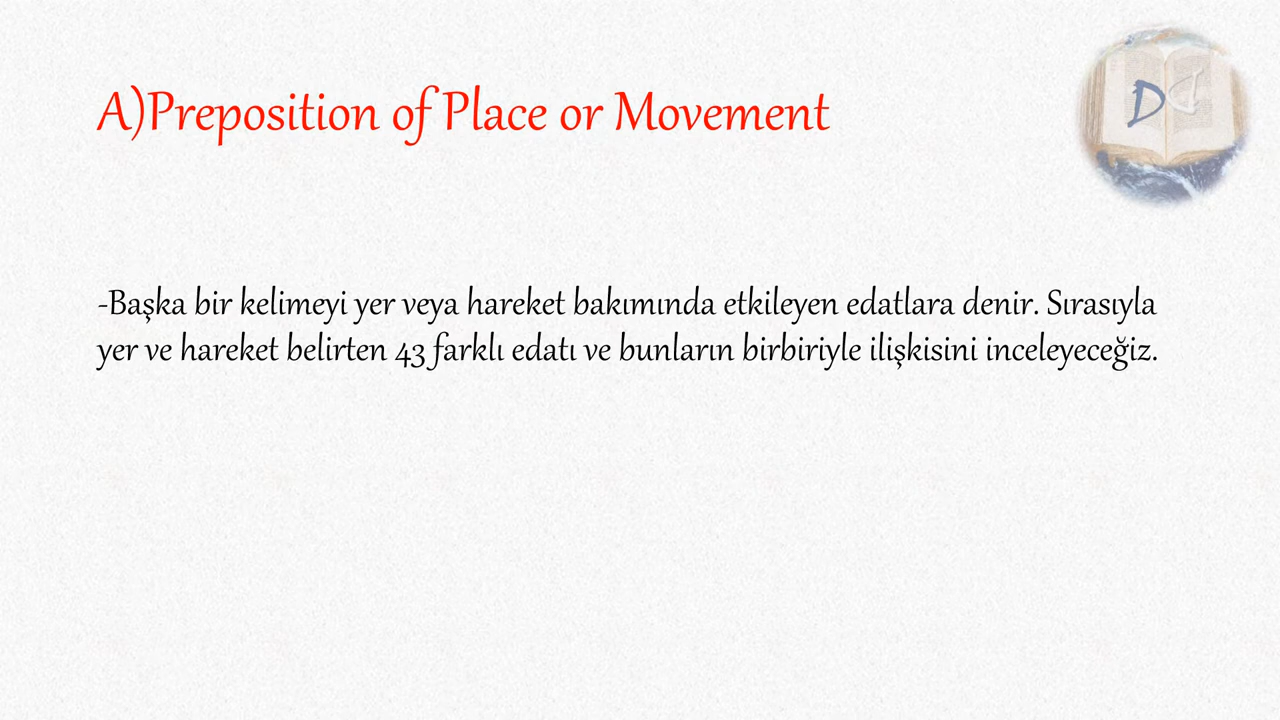 A)Preposition of Place or Movement
DC
-Başka bir kelimeyi yer veya hareket bakımında etkileyen edatlara denir. Sırasıyla
yer ve hareket belirten 43 farklı edatı ve bunların birbiriyle ilişkisini inceleyeceğiz.